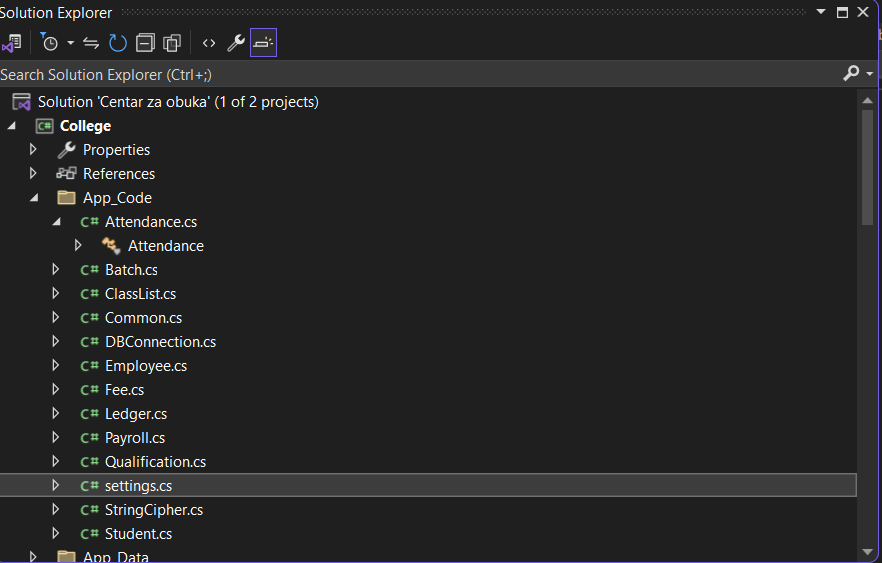 Solution Explorer
Search Solution Explorer (Ctrl+;)
Solution 'Centar za obuka' (1 of 2 projects)
C# College
Properties
References
App_Code
C# Attendance.cs
Attendance
C# Batch.cs
C# ClassList.cs
C# Common.cs
C# DBConnection.cs
C# Employee.cs
C# Fee.cs
C# Ledger.cs
C# Payroll.cs
C# Qualification.cs
C# settings.cs
C# StringCipher.cs
C# Student.cs
App_Data